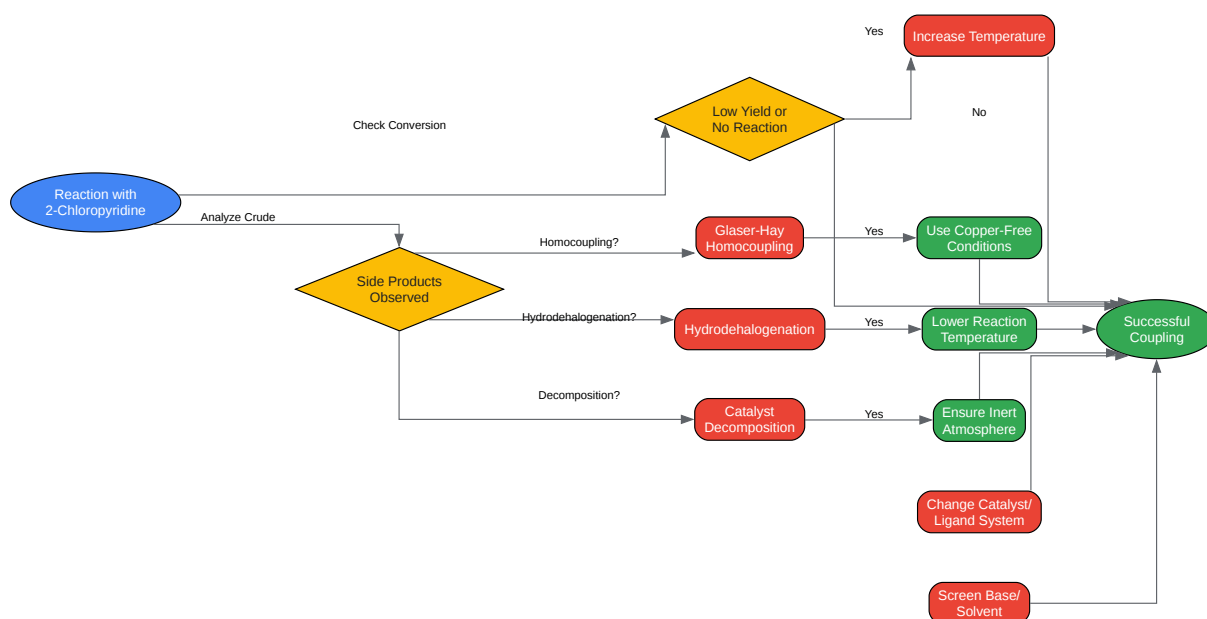 Yes
Increase Temperature
Low Yield or
No Reaction
No
Check Conversion
Reaction with
2-Chloropyridine
Analyze Crude
Side Products
Observed
Homocoupling?
Glaser-Hay
Homocoupling
Yes
Use Copper-Free
Conditions
Hydrodehalogenation?
Hydrodehalogenation
Yes
Lower Reaction
Temperature
Successful
Coupling
Decomposition?
Catalyst
Decomposition
Yes
Ensure Inert
Atmosphere
Change Catalyst/
Ligand System
Screen Base/
Solvent